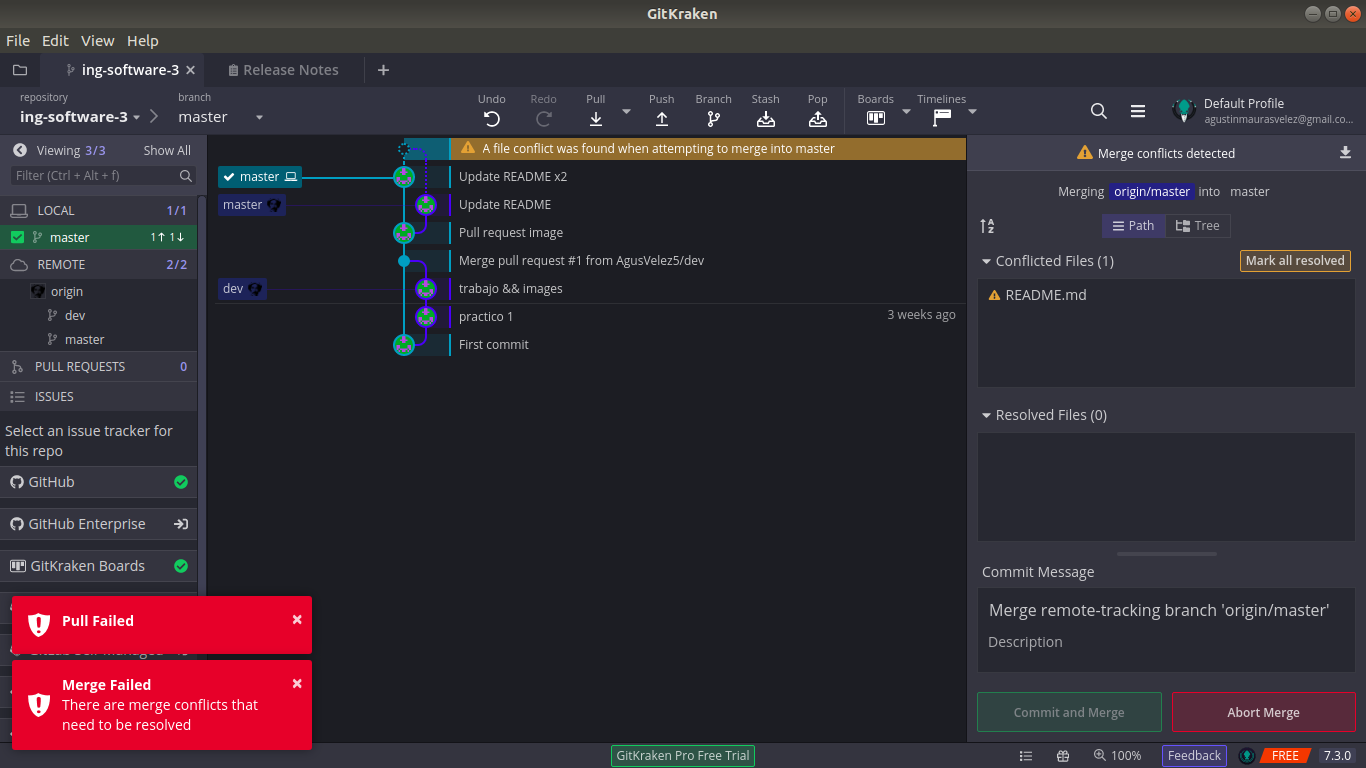 GitKraken
File Edit View Help
ing-software-3
Release Notes
repository
ing-software-3
branch
master
Undo
Redo
Pull
Push
Branch
Stash
Pop
Boards
Timelines
Default Profile
agustinmaurasvelez@gmail.co...
Viewing 3/3
Show All
Filter (Ctrl + Alt + f)
LOCAL 1/1
master 1↑ 1↓
REMOTE 2/2
origin
dev
master
PULL REQUESTS 0
ISSUES
Select an issue tracker for
this repo
GitHub
GitHub Enterprise
GitKraken Boards
Pull Failed
Merge Failed
There are merge conflicts that
need to be resolved
A file conflict was found when attempting to merge into master
master Update README x2
master Update README
Pull request image
Merge pull request #1 from AgusVelez5/dev
dev trabajo && images
practico 1 3 weeks ago
First commit
Merge conflicts detected
Merging origin/master into master
Path Tree
Conflicted Files (1)
Mark all resolved
README.md
Resolved Files (0)
Commit Message
Merge remote-tracking branch 'origin/master'
Description
Commit and Merge
Abort Merge
GitKraken Pro Free Trial
100%
Feedback
FREE
7.3.0